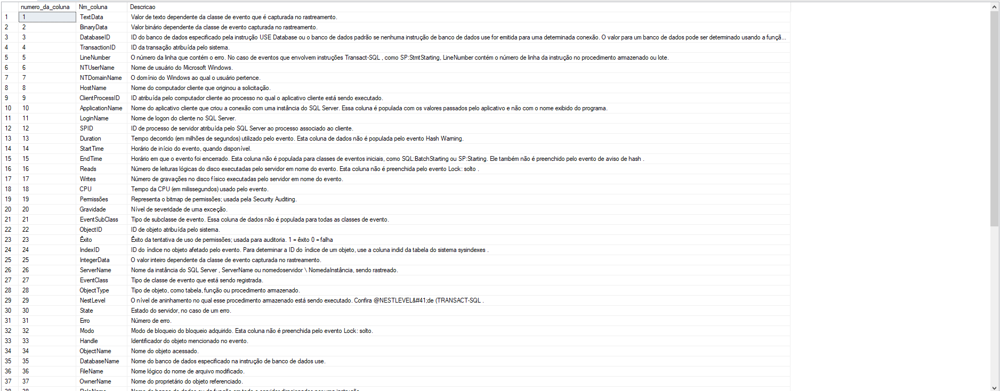 numero_da_coluna Nm_coluna Descricao
1 1 TextData Valor de texto dependente da classe de evento que é capturada no rastreamento.
2 2 BinaryData Valor binário dependente da classe de evento capturada no rastreamento.
3 3 DatabaseID ID do banco de dados especificado pela instrução USE Database ou o banco de dados padrão se nenhuma instrução de banco de dados use for emitida para uma determinada conexão. O valor para um banco de dados pode ser determinado usando a funçã...
4 4 TransactionID ID da transação atribuída pelo sistema.
5 5 LineNumber O número da linha que contém o erro. No caso de eventos que envolvem instruções Transact-SQL , como SP:StmtStarting, LineNumber contém o número de linha da instrução no procedimento armazenado ou lote.
6 6 NTUserName Nome de usuário do Microsoft Windows.
7 7 NTDomainName O domínio do Windows ao qual o usuário pertence.
8 8 HostName Nome do computador cliente que originou a solicitação.
9 9 ClientProcessID ID atribuída pelo computador cliente ao processo no qual o aplicativo cliente está sendo executado.
10 10 ApplicationName Nome do aplicativo cliente que criou a conexão com uma instância do SQL Server. Essa coluna é populada com os valores passados pelo aplicativo e não com o nome exibido do programa.
11 11 LoginName Nome de logon do cliente no SQL Server.
12 12 SPID ID de processo de servidor atribuída pelo SQL Server ao processo associado ao cliente.
13 13 Duration Tempo decorrido (em milhões de segundos) utilizado pelo evento. Esta coluna de dados não é populada pelo evento Hash Warning.
14 14 StartTime Horário de início do evento, quando disponível.
15 15 EndTime Horário em que o evento foi encerrado. Esta coluna não é populada para classes de eventos iniciais, como SQL:BatchStarting ou SP:Starting. Ele também não é preenchido pelo evento de aviso de hash .
16 16 Reads Número de leituras lógicas do disco executadas pelo servidor em nome do evento. Esta coluna não é preenchida pelo evento Lock: solto .
17 17 Writes Número de gravações no disco físico executadas pelo servidor em nome do evento.
18 18 CPU Tempo da CPU (em milissegundos) usado pelo evento.
19 19 Permissões Representa o bitmap de permissões; usada pela Security Auditing.
20 20 Gravidade Nível de severidade de uma exceção.
21 21 EventSubClass Tipo de subclasse de evento. Essa coluna de dados não é populada para todas as classes de evento.
22 22 ObjectID ID de objeto atribuída pelo sistema.
23 23 Êxito Êxito da tentativa de uso de permissões; usada para auditoria. 1 = êxito 0 = falha
24 24 IndexID ID do índice no objeto afetado pelo evento. Para determinar a ID do índice de um objeto, use a coluna indid da tabela do sistema sysindexes .
25 25 IntegerData O valor inteiro dependente da classe de evento capturada no rastreamento.
26 26 ServerName Nome da instância do SQL Server , ServerName ou nomedoservidor \ NomedaInstância, sendo rastreado.
27 27 EventClass Tipo de classe de evento que está sendo registrada.
28 28 ObjectType Tipo de objeto, como tabela, função ou procedimento armazenado.
29 29 NestLevel O nível de aninhamento no qual esse procedimento armazenado está sendo executado. Confira @NESTLEVEL&#41;de (TRANSACT-SQL .
30 30 State Estado do servidor, no caso de um erro.
31 31 Erro Número de erro.
32 32 Modo Modo de bloqueio do bloqueio adquirido. Esta coluna não é preenchida pelo evento Lock: solto.
33 33 Handle Identificador do objeto mencionado no evento.
34 34 ObjectName Nome do objeto acessado.
35 35 DatabaseName Nome do banco de dados especificado na instrução de banco de dados use.
36 36 FileName Nome lógico do nome de arquivo modificado.
37 37 OwnerName Nome do proprietário do objeto referenciado.
38 38 RoleName Nome do banco de dados ou da função em todo o servidor direcionados por uma instrução.